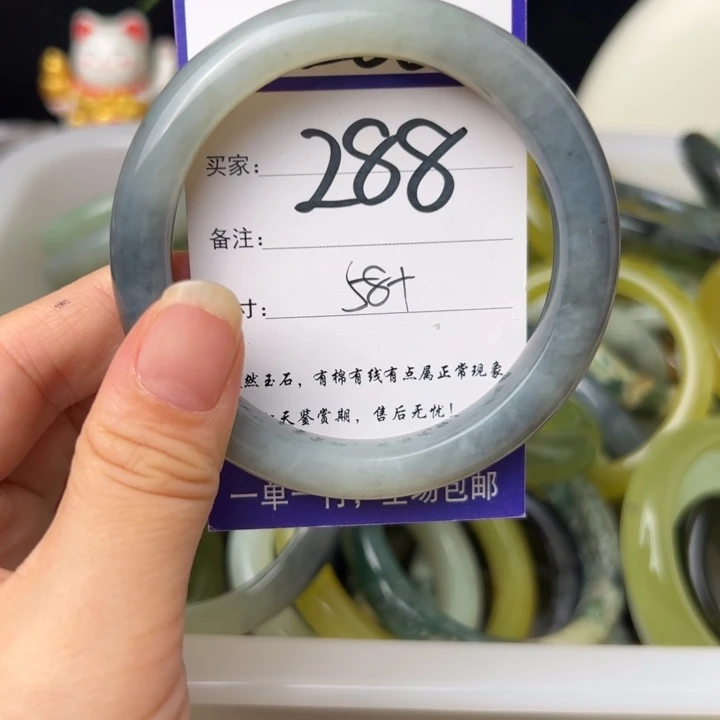 买家： 288
备注：
寸： 58+
然玉石，有棉有线有点属正常现象
天鉴赏期，售后无忧！
一单一 ，全场包邮